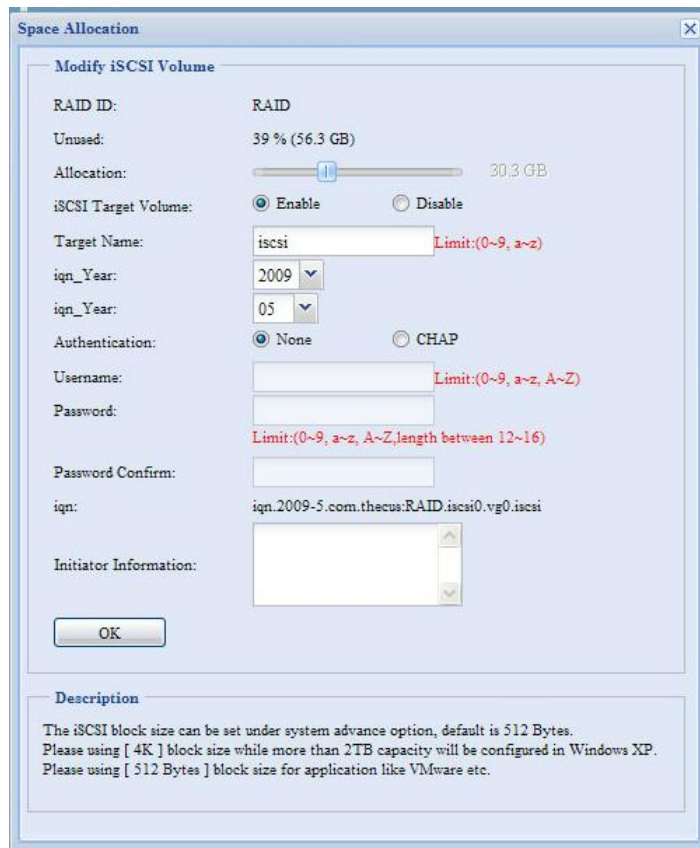 Space Allocation
Modify iSCSI Volume
RAID ID: RAID
Unused: 39 % (56.3 GB)
Allocation: 30.3 GB
iSCSI Target Volume: Enable Disable
Target Name: iscsi Limit:(0~9, a~z)
iqn_Year: 2009
iqn_Year: 05
Authentication: None CHAP
Username: Limit:(0~9, a~z, A~Z)
Password:
Limit:(0~9, a~z, A~Z,length between 12~16)
Password Confirm:
iqn: iqn.2009-5.com.thecus:RAID.iscsi0.vg0.iscsi
Initiator Information:
OK
Description
The iSCSI block size can be set under system advance option, default is 512 Bytes.
Please using [ 4K ] block size while more than 2TB capacity will be configured in Windows XP.
Please using [ 512 Bytes ] block size for application like VMware etc.